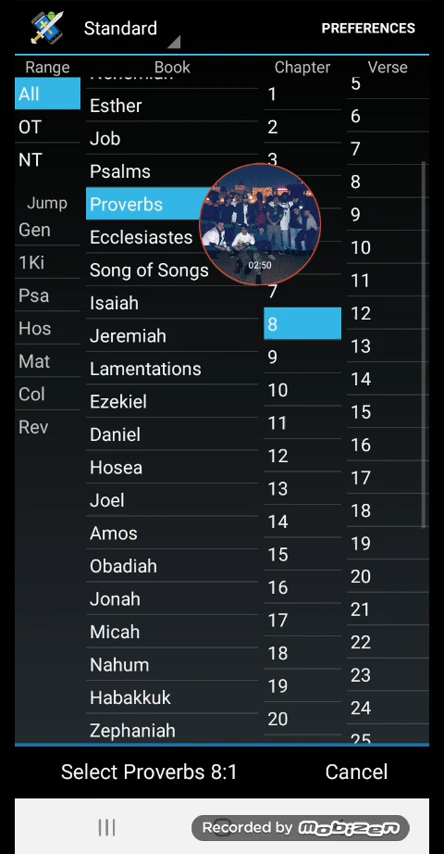 Standard
PREFERENCES
Range
Book
Chapter
Verse
All
OT
NT
Jump
Gen
1Ki
Psa
Hos
Mat
Col
Rev
Esther
Job
Psalms
Proverbs
Ecclesiastes
Song of Songs
Isaiah
Jeremiah
Lamentations
Ezekiel
Daniel
Hosea
Joel
Amos
Obadiah
Jonah
Micah
Nahum
Habakkuk
Zephaniah
02:50
1
2
3
7
8
9
10
11
12
13
14
15
16
17
18
19
20
5
6
7
8
9
10
11
12
13
14
15
16
17
18
19
20
21
22
23
24
25
Select Proverbs 8:1
Cancel
Recorded by MOBIZEN